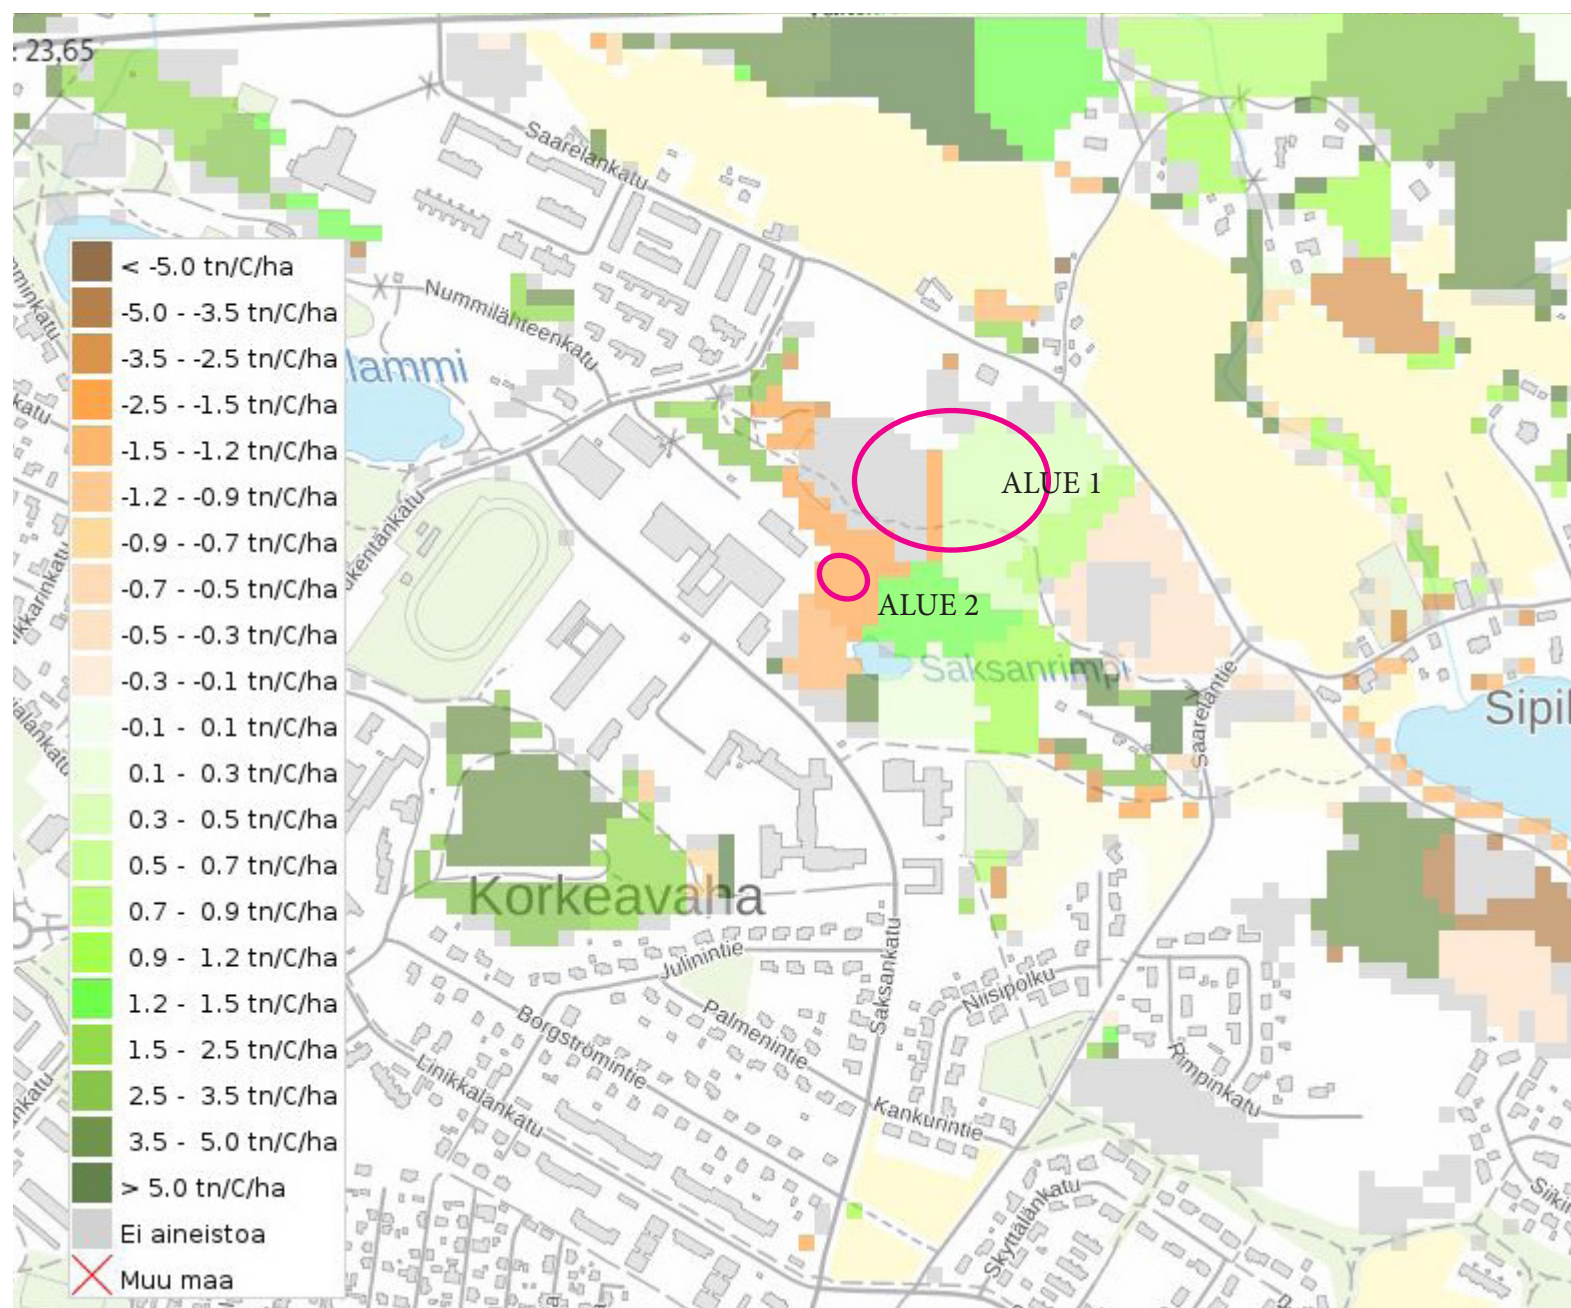 : 23,65
Saarelankatu
Nummilähteenkatu
lammi
< -5.0 tn/C/ha
-5.0 - -3.5 tn/C/ha
-3.5 - -2.5 tn/C/ha
-2.5 - -1.5 tn/C/ha
-1.5 - -1.2 tn/C/ha
-1.2 - -0.9 tn/C/ha
-0.9 - -0.7 tn/C/ha
-0.7 - -0.5 tn/C/ha
-0.5 - -0.3 tn/C/ha
-0.3 - -0.1 tn/C/ha
-0.1 - 0.1 tn/C/ha
0.1 - 0.3 tn/C/ha
0.3 - 0.5 tn/C/ha
0.5 - 0.7 tn/C/ha
0.7 - 0.9 tn/C/ha
0.9 - 1.2 tn/C/ha
1.2 - 1.5 tn/C/ha
1.5 - 2.5 tn/C/ha
2.5 - 3.5 tn/C/ha
3.5 - 5.0 tn/C/ha
> 5.0 tn/C/ha
Ei aineistoa
Muu maa
ALUE 1
ALUE 2
Saksanrimpi
Saarelantie
Sipil
Korkeavaha
Julinintie
Saksankatu
Niisipolku
Palmenintie
Borgströmintie
Linikkalankatu
Kankurintie
Rimpinkatu
Skyttälänkatu